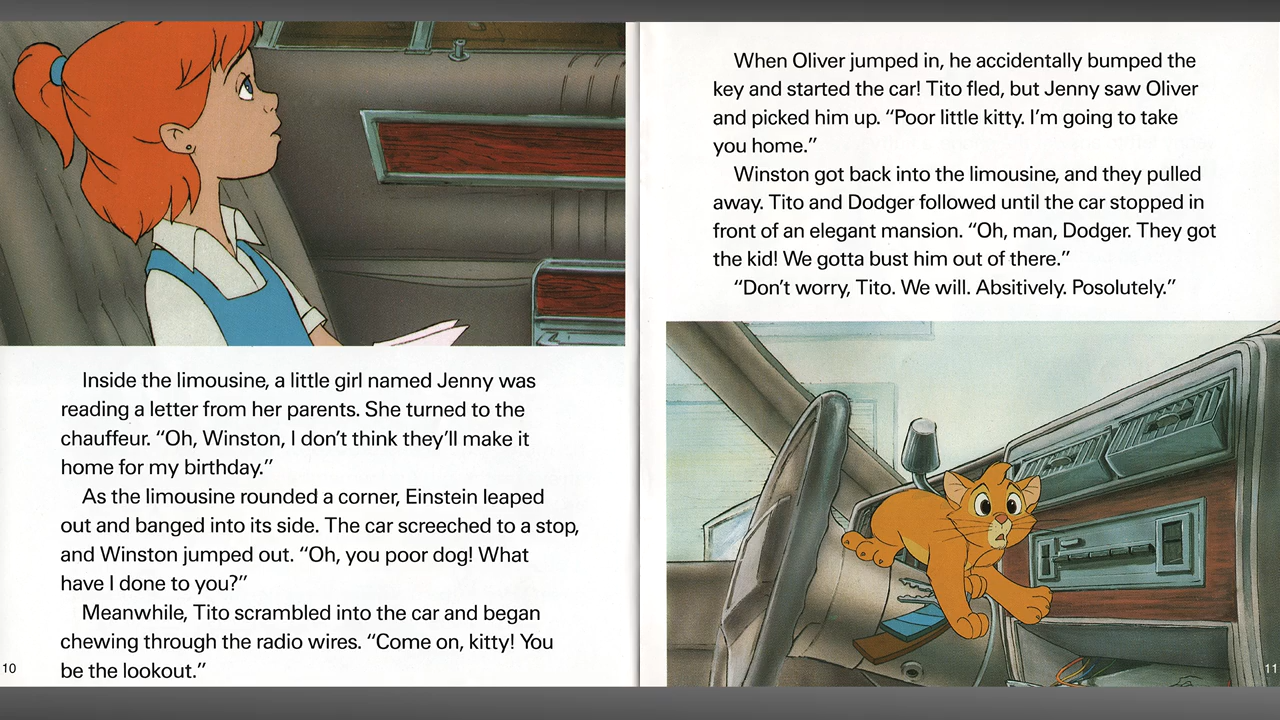 Inside the limousine, a little girl named Jenny was
reading a letter from her parents. She turned to the
chauffeur. “Oh, Winston, I don’t think they’ll make it
home for my birthday.”
As the limousine rounded a corner, Einstein leaped
out and banged into its side. The car screeched to a stop,
and Winston jumped out. “Oh, you poor dog! What
have I done to you?”
Meanwhile, Tito scrambled into the car and began
chewing through the radio wires. “Come on, kitty! You
be the lookout.”
10
When Oliver jumped in, he accidentally bumped the
key and started the car! Tito fled, but Jenny saw Oliver
and picked him up. “Poor little kitty. I’m going to take
you home.”
Winston got back into the limousine, and they pulled
away. Tito and Dodger followed until the car stopped in
front of an elegant mansion. “Oh, man, Dodger. They got
the kid! We gotta bust him out of there.”
“Don’t worry, Tito. We will. Absitively. Posolutely.”
11